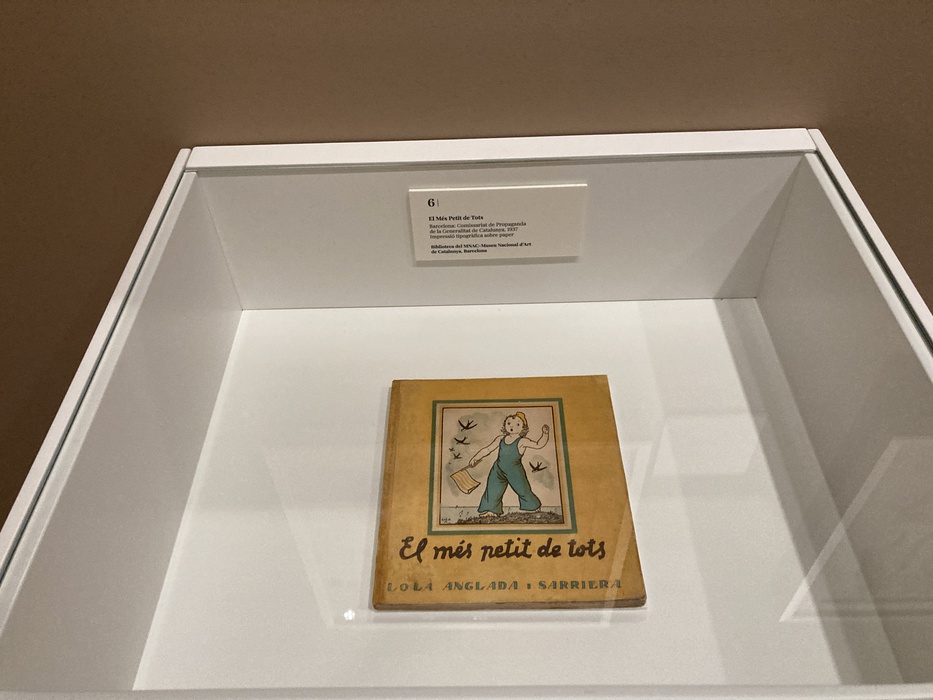 6
El Més Petit de Tots
Barcelona: Comissariat de Propaganda
de la Generalitat de Catalunya, 1937
Impressió tipogràfica sobre paper
Biblioteca del MNAC-Museu Nacional d'Art
de Catalunya, Barcelona
El més petit de tots
LOLA ANGLADA i SARRIERA